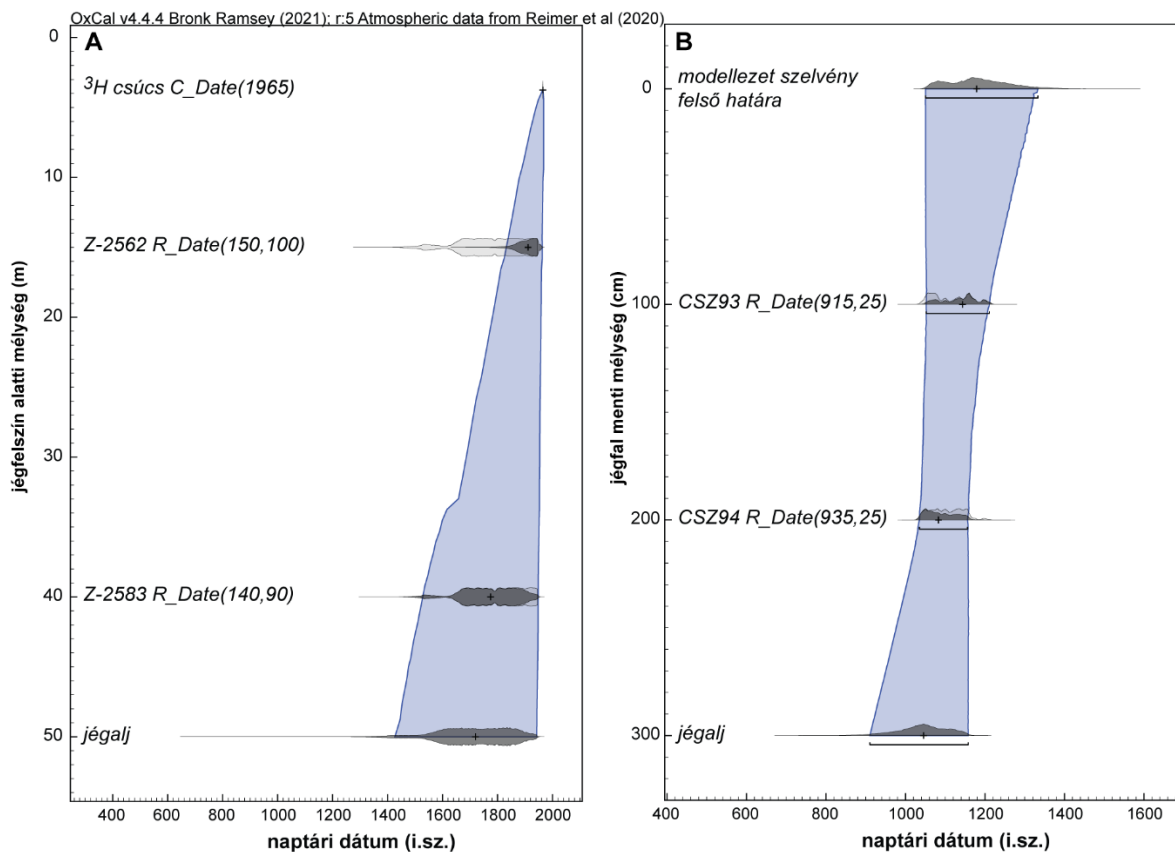 OxCal v4.4.4 Bronk Ramsey (2021); r:5 Atmospheric data from Reimer et al (2020)
A
0
³H csúcs C_Date(1965)
10
Z-2562 R_Date(150,100)
20
30
Z-2583 R_Date(140,90)
40
jégalj
50
jégfelszín alatti mélység (m)
400 600 800 1000 1200 1400 1600 1800 2000
naptári dátum (i.sz.)
B
modellezet szelvény
felső határa
0
CSZ93 R_Date(915,25)
100
CSZ94 R_Date(935,25)
200
jégalj
300
jégfal menti mélység (cm)
400 600 800 1000 1200 1400 1600
naptári dátum (i.sz.)